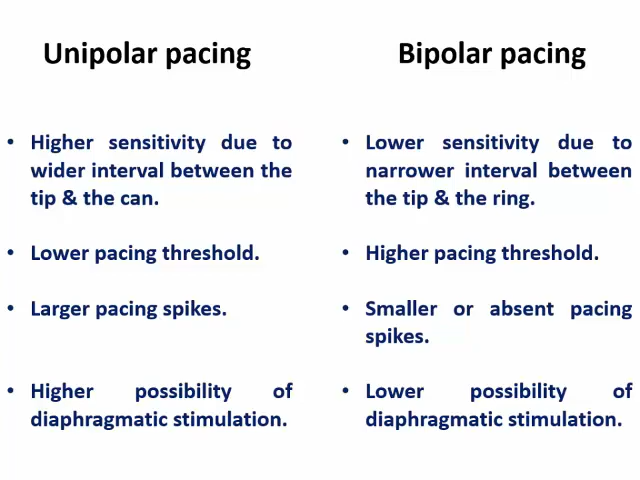 Unipolar pacing
• Higher sensitivity due to
wider interval between the
tip & the can.
• Lower pacing threshold.
• Larger pacing spikes.
• Higher possibility of
diaphragmatic stimulation.
Bipolar pacing
• Lower sensitivity due to
narrower interval between
the tip & the ring.
• Higher pacing threshold.
• Smaller or absent pacing
spikes.
• Lower possibility of
diaphragmatic stimulation.